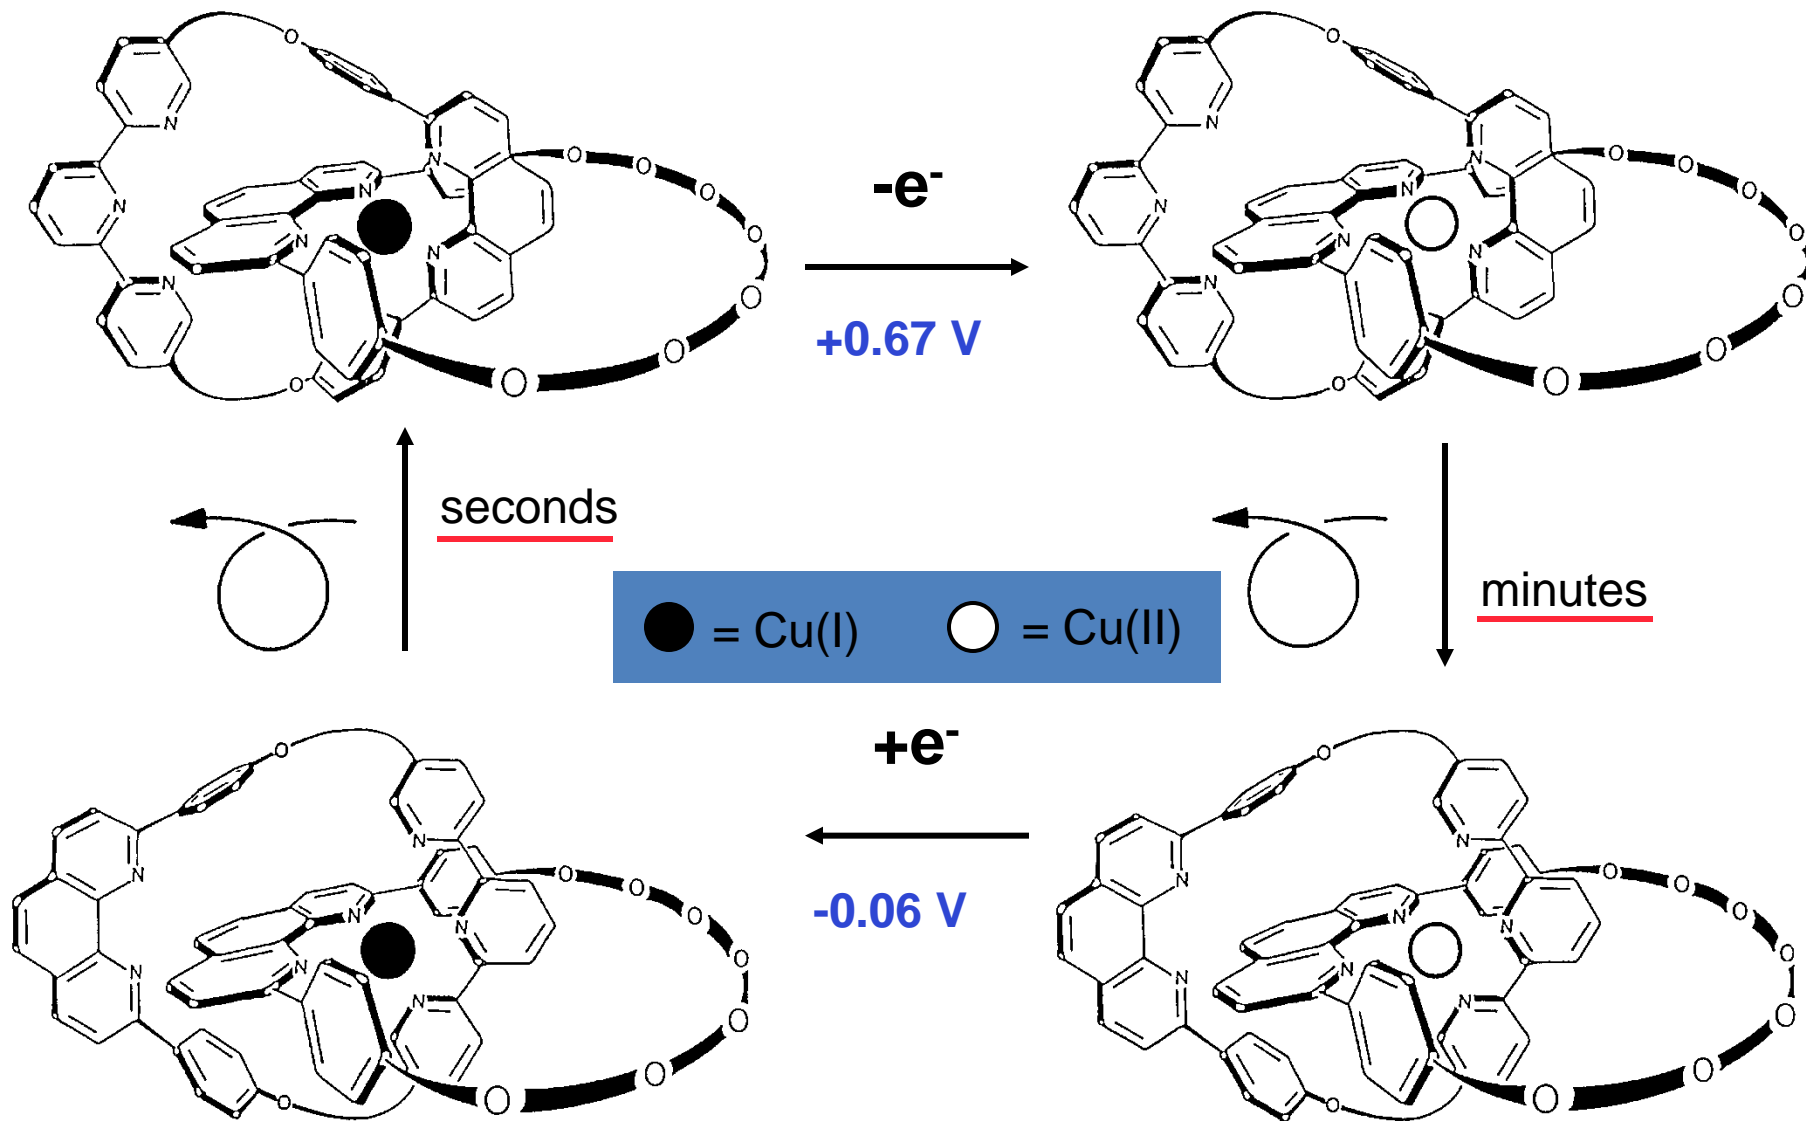 O O
N N
N O O O O
N O O O O
N N
N N
N O
N O
N N
N N
N O
N O
O O
O O
O O
-e-
+0.67 V
seconds
minutes
= Cu(I) = Cu(II)
+e-
-0.06 V
O O
N N
N O O O O
N O O O O
N N
N N
N N
N N
N O
N O
O O
O O
O O